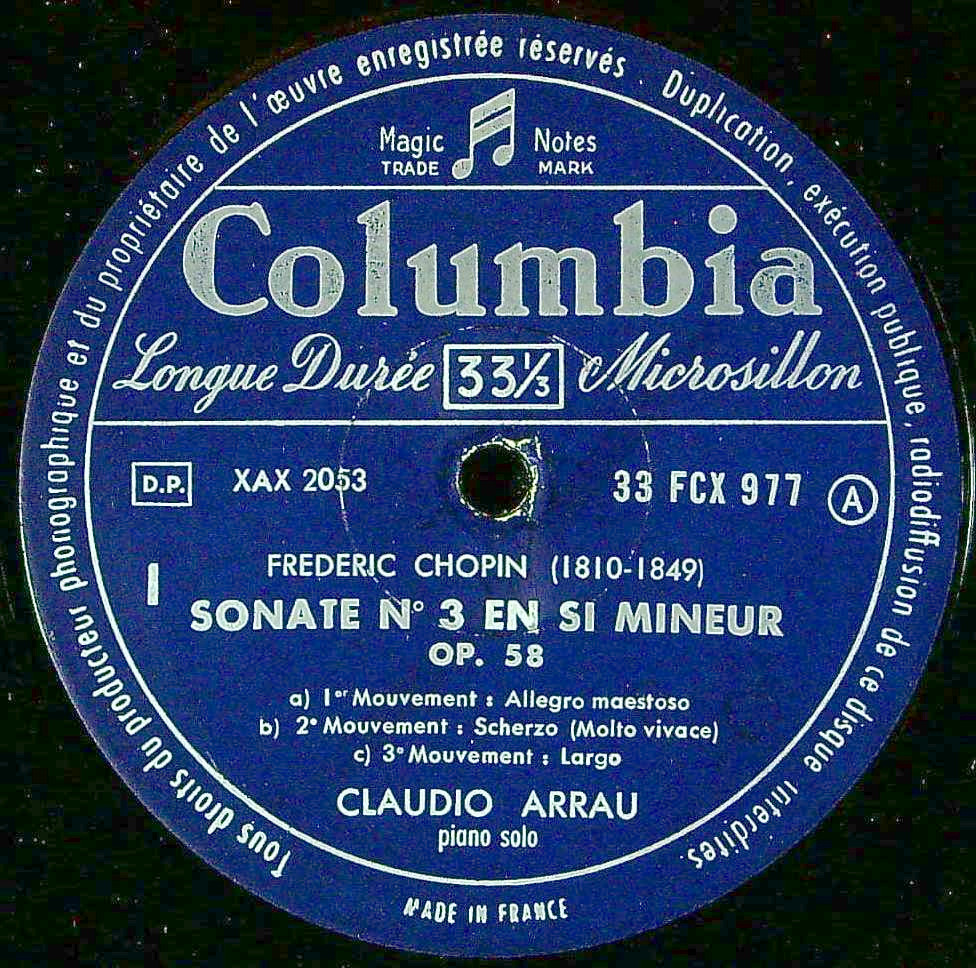 Tous droits du producteur phonographique et du propriétaire de l'œuvre enregistrée réservés. Duplication, exécution publique, radiodiffusion de ce disque interdites.
Magic Notes
TRADE MARK
Columbia
Longue Durée 33⅓ Microsillon
D.P. XAX 2053 33 FCX 977 A
FREDERIC CHOPIN (1810-1849)
I
SONATE N° 3 EN SI MINEUR
OP. 58
a) 1er Mouvement : Allegro maestoso
b) 2e Mouvement : Scherzo (Molto vivace)
c) 3e Mouvement : Largo
CLAUDIO ARRAU
piano solo
MADE IN FRANCE